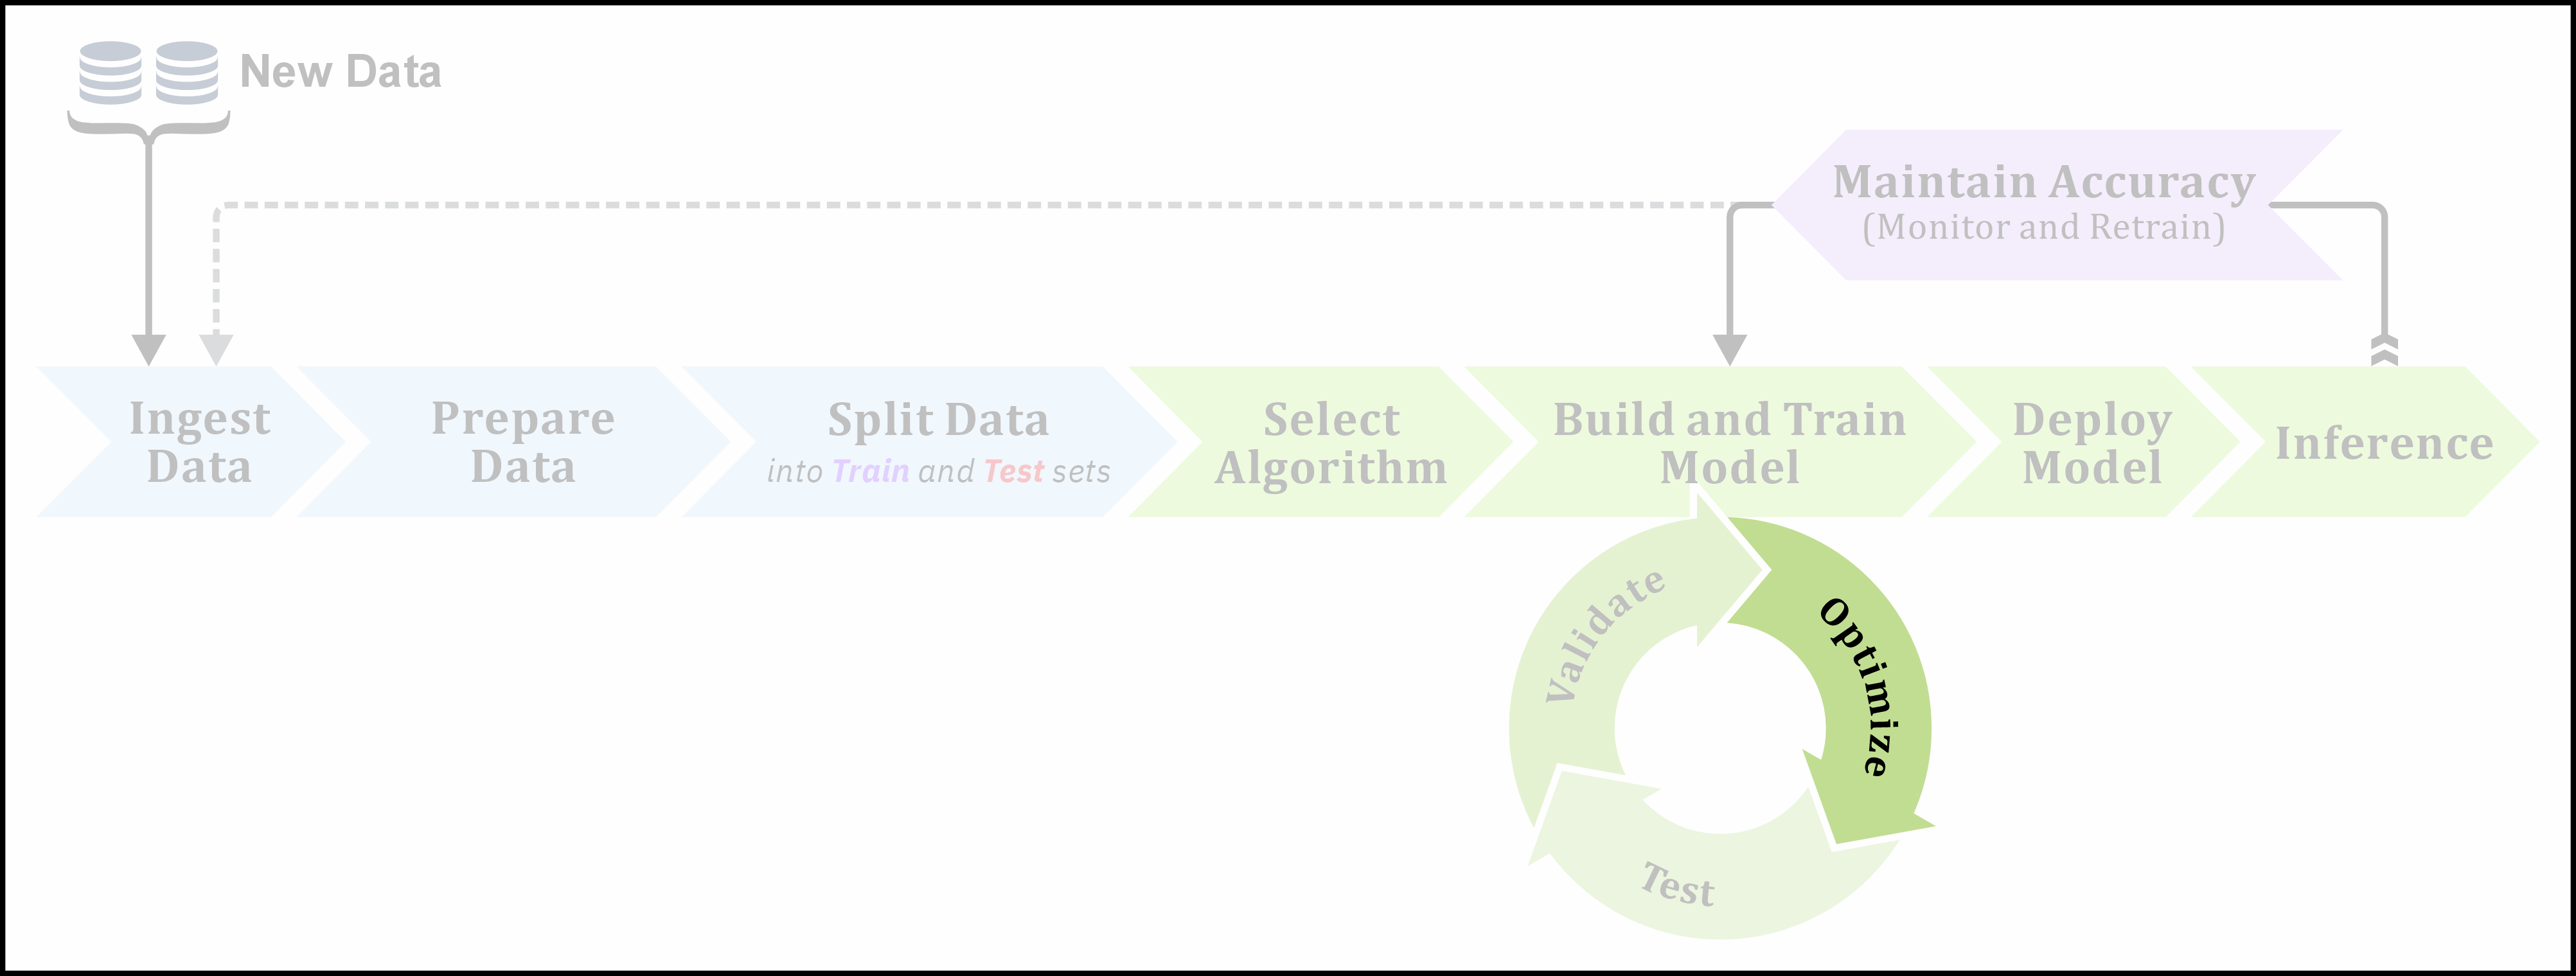 New Data
Maintain Accuracy
(Monitor and Retrain)
Ingest
Data
Prepare
Data
Split Data
into Train and Test sets
Select
Algorithm
Build and Train
Model
Deploy
Model
Inference
Validate
Optimize
Test